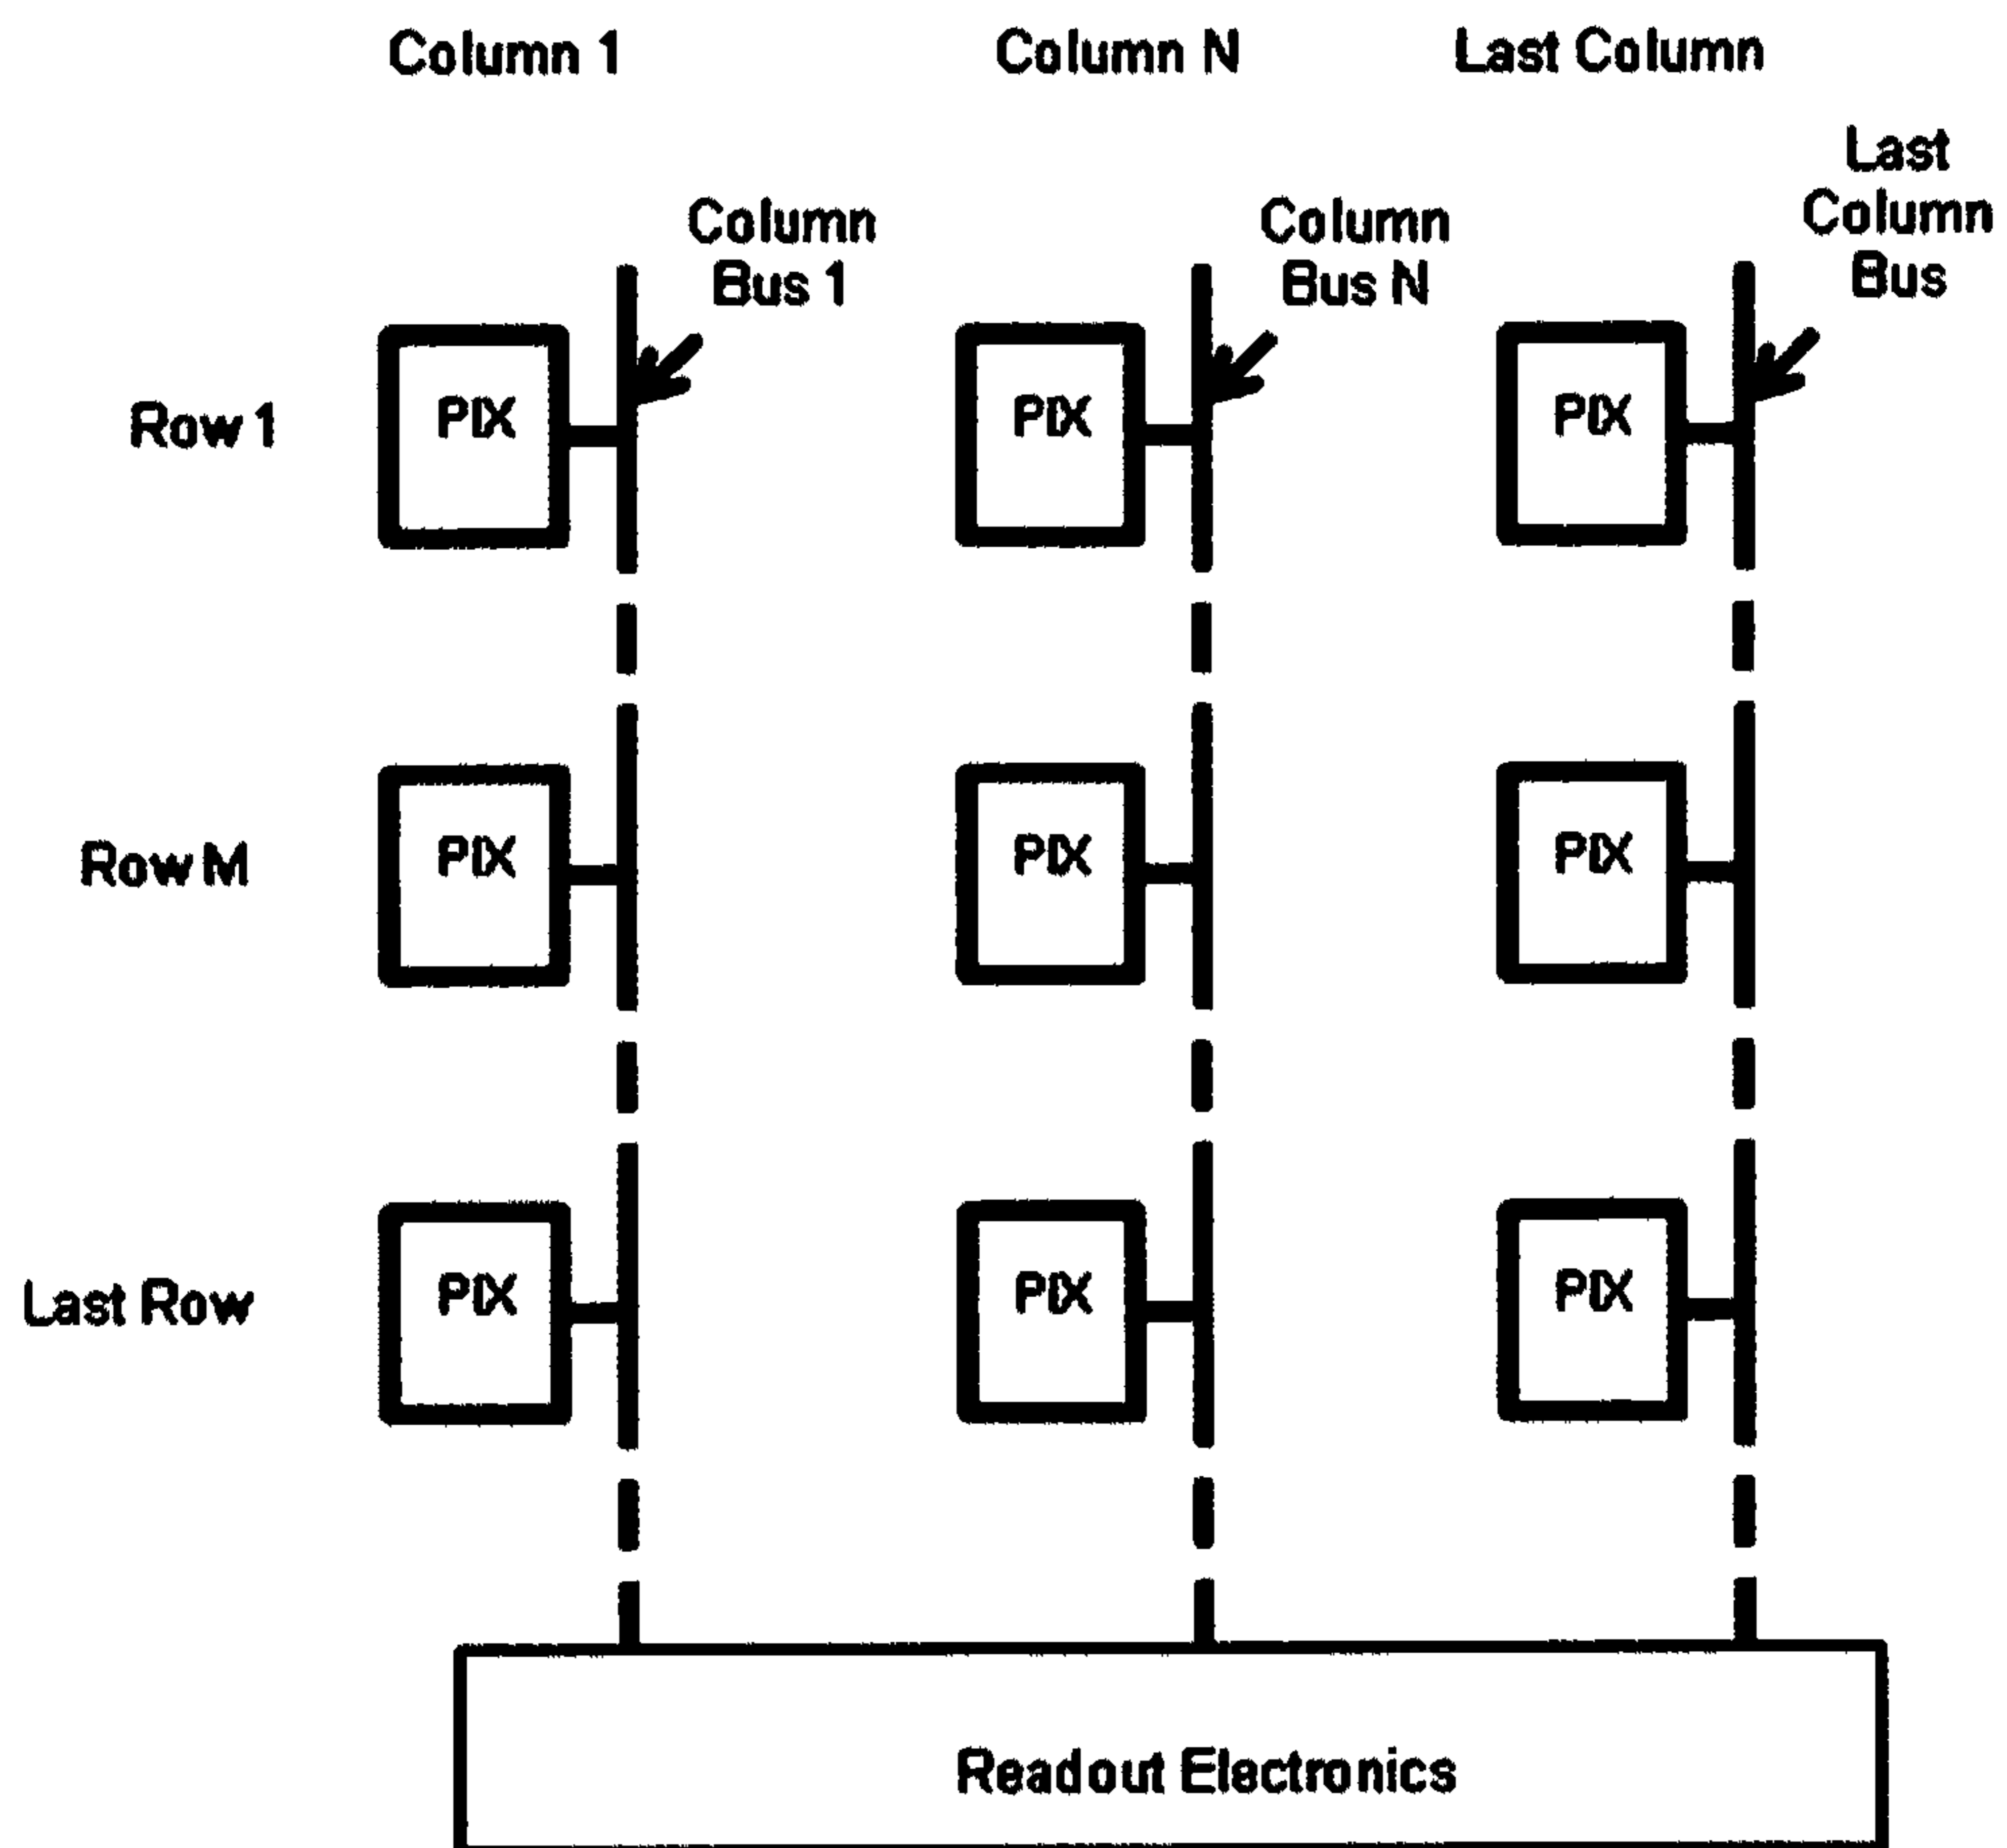 Column 1
Column N
Last Column
Column
Bus 1
Column
Bus N
Last
Column
Bus
Row 1
PIX
PIX
PIX
Row M
PIX
PIX
PIX
Last Row
PIX
PIX
PIX
Readout Electronics